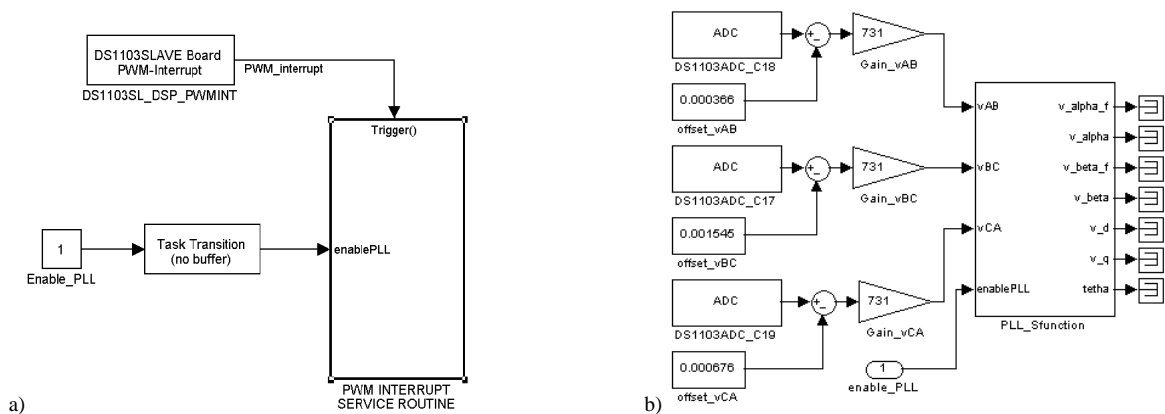 DS1103SLAVE Board
PWM-Interrupt
DS1103SL_DSP_PWMINT
PWM_interrupt
Trigger()
enablePLL
1
Enable_PLL
Task Transition
(no buffer)
PWM INTERRUPT
SERVICE ROUTINE
a)
ADC
DS1103ADC_C18
0.000366
offset_vAB
+
-
731
Gain_vAB
ADC
DS1103ADC_C17
0.001545
offset_vBC
+
-
731
Gain_vBC
ADC
DS1103ADC_C19
0.000676
offset_vCA
+
-
731
Gain_vCA
1
enable_PLL
vAB
vBC
vCA
enablePLL
v_alpha_f
v_alpha
v_beta_f
v_beta
v_d
v_q
tetha
PLL_Sfunction
b)